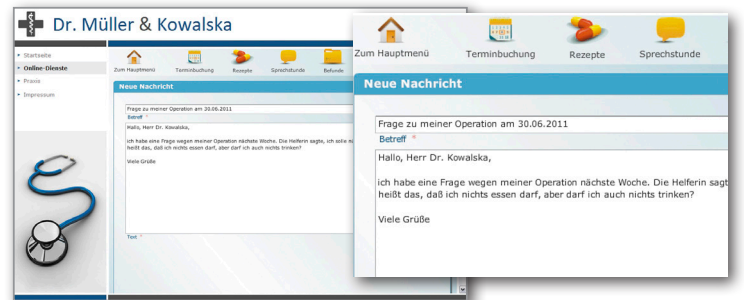 Dr. Müller & Kowalska
Startseite
Online-Dienste
Praxis
Impressum
Zum Hauptmenü
Terminbuchung
Rezepte
Sprechstunde
Befunde
Neue Nachricht
Frage zu meiner Operation am 30.06.2011
Betreff *
Hallo, Herr Dr. Kowalska,
ich habe eine Frage wegen meiner Operation nächste Woche. Die Helferin sagte, ich solle
heißt das, daß ich nichts essen darf, aber darf ich auch nichts trinken?
Viele Grüße
Text *
Zum Hauptmenü
Terminbuchung
Rezepte
Sprechstunde
Neue Nachricht
Frage zu meiner Operation am 30.06.2011
Betreff *
Hallo, Herr Dr. Kowalska,
ich habe eine Frage wegen meiner Operation nächste Woche. Die Helferin sagt
heißt das, daß ich nichts essen darf, aber darf ich auch nichts trinken?
Viele Grüße